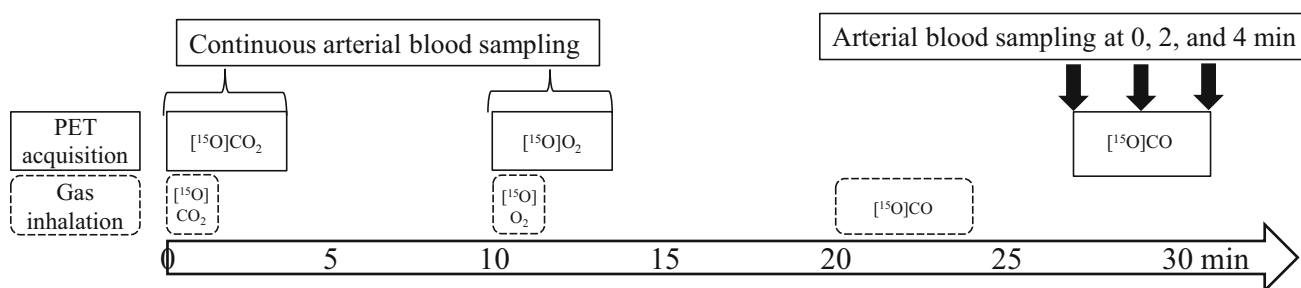 Continuous arterial blood sampling
Arterial blood sampling at 0, 2, and 4 min
PET
acquisition
[¹⁵O]CO₂
[¹⁵O]O₂
[¹⁵O]CO
Gas
inhalation
[¹⁵O]
CO₂
[¹⁵O]
O₂
[¹⁵O]CO
0 5 10 15 20 25 30 min